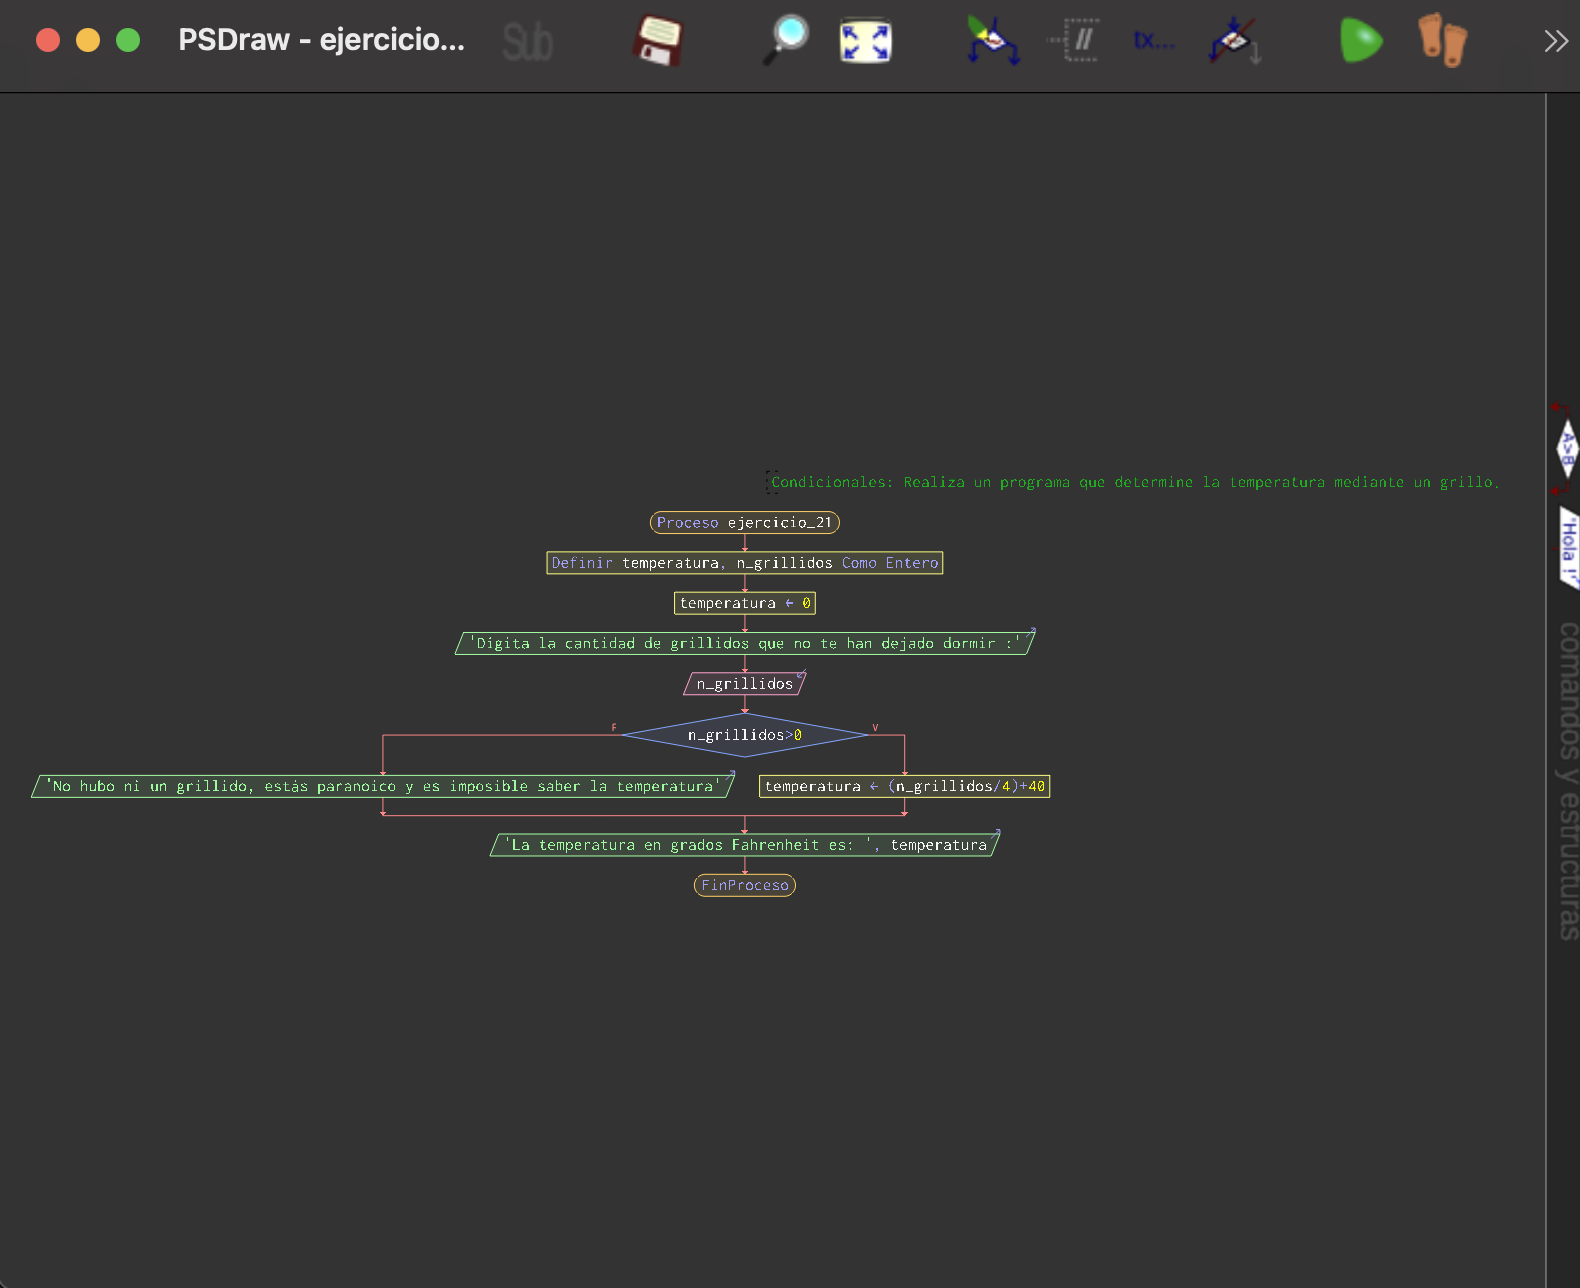 PSDraw - ejercicio...
Sub
//
tx...
Condicionales: Realiza un programa que determine la temperatura mediante un grillo.
Proceso ejercicio_21
Definir temperatura, n_grillidos Como Entero
temperatura ← 0
'Digita la cantidad de grillidos que no te han dejado dormir :'
n_grillidos
F
n_grillidos>0
V
'No hubo ni un grillido, estás paranoico y es imposible saber la temperatura'
temperatura ← (n_grillidos/4)+40
'La temperatura en grados Fahrenheit es: ', temperatura
FinProceso
A>B
"Hola !"
comandos y estructuras